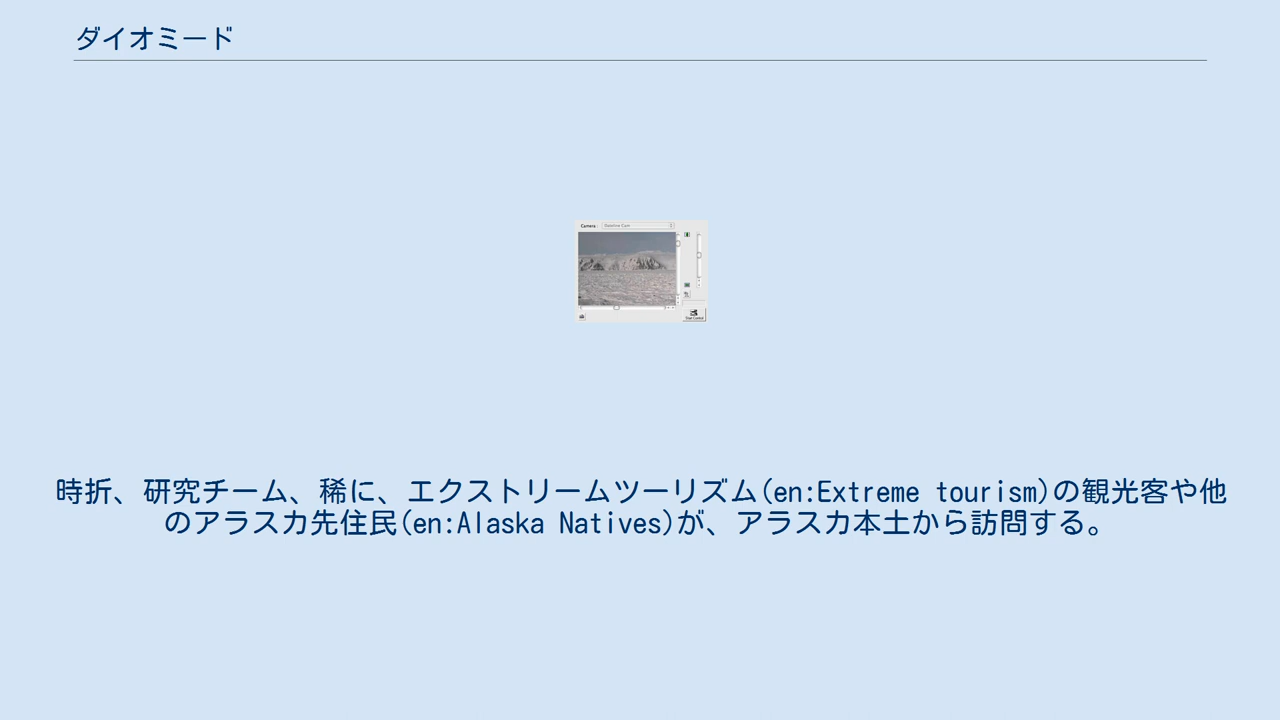 ダイオミード
Camera:
時折、研究チーム、稀に、エクストリームツーリズム(en:Extreme tourism)の観光客や他
のアラスカ先住民(en:Alaska Natives)が、アラスカ本土から訪問する。